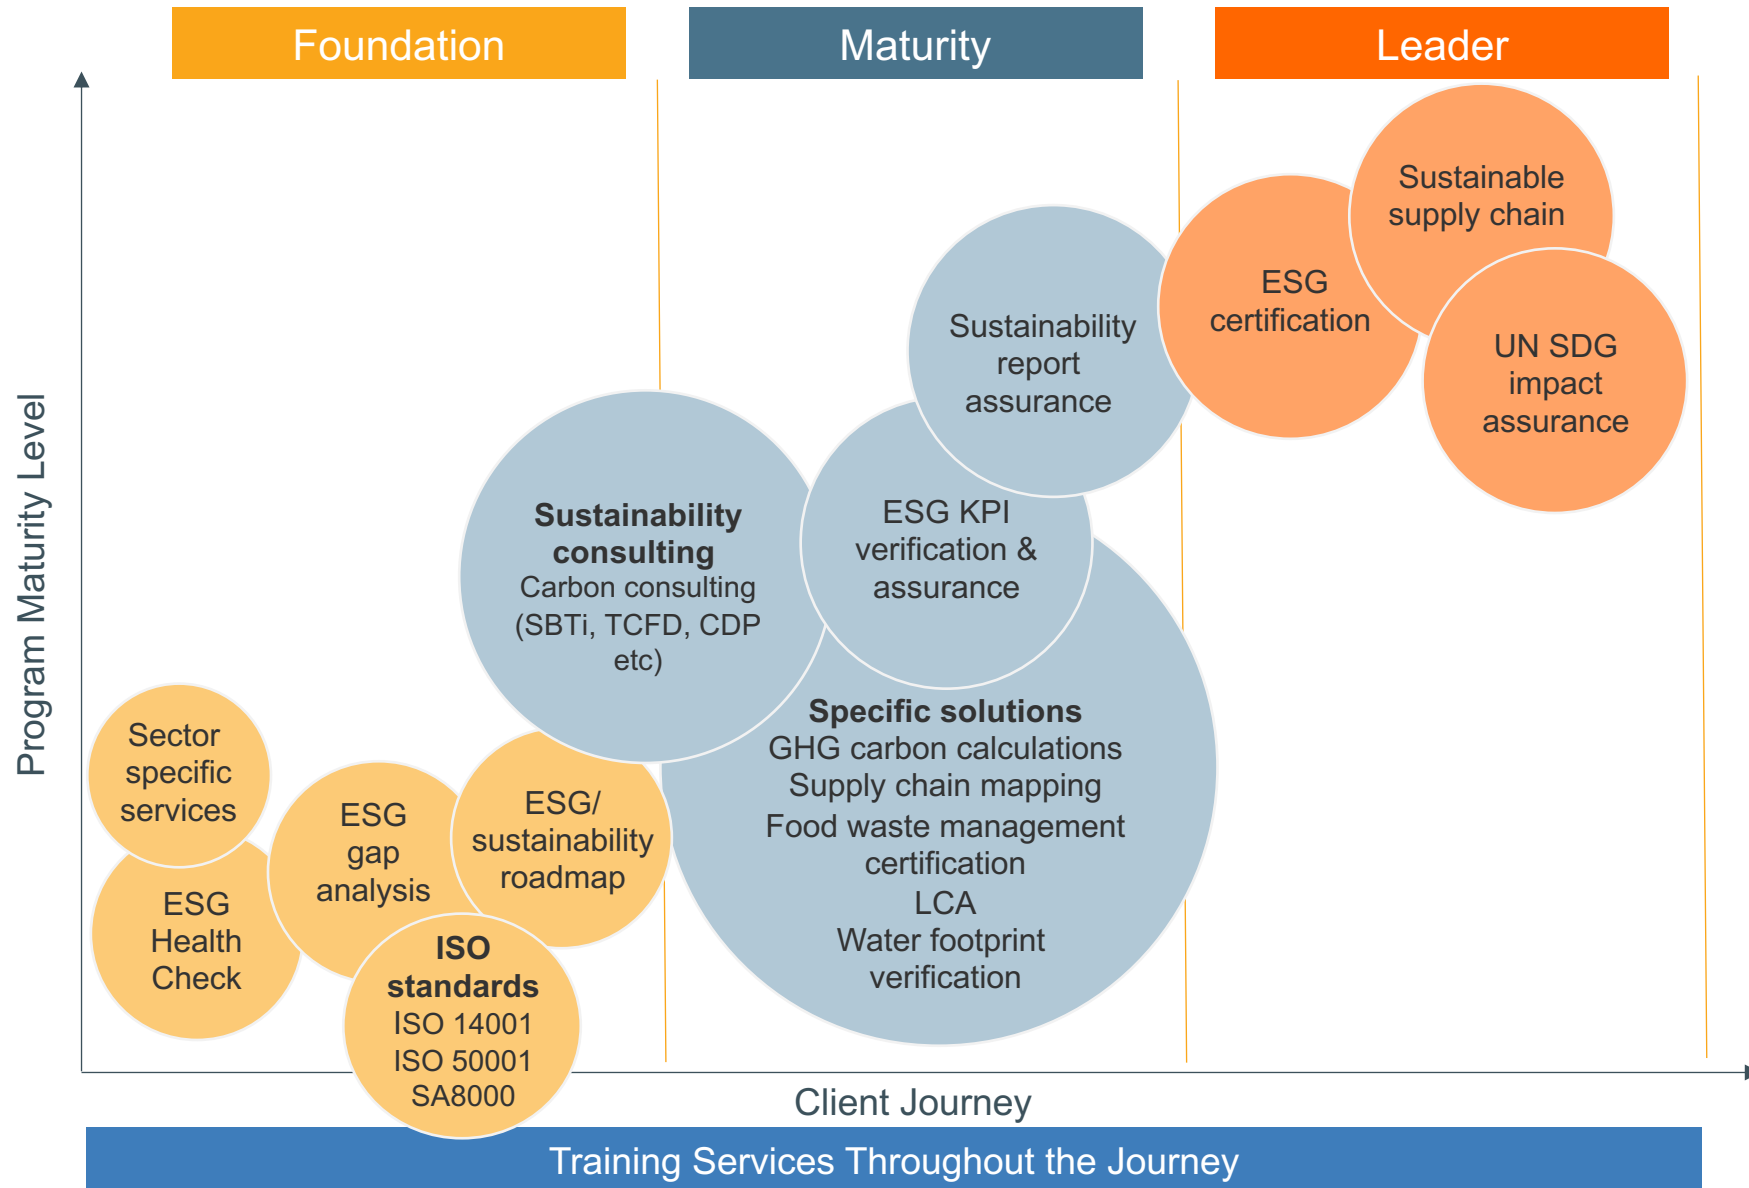 Foundation
Maturity
Leader
Program Maturity Level
Sector
specific
services
ESG
Health
Check
ESG
gap
analysis
ISO
standards
ISO 14001
ISO 50001
SA8000
ESG/
sustainability
roadmap
Sustainability
consulting
Carbon consulting
(SBTi, TCFD, CDP
etc)
Specific solutions
GHG carbon calculations
Supply chain mapping
Food waste management
certification
LCA
Water footprint
verification
ESG KPI
verification &
assurance
Sustainability
report
assurance
ESG
certification
Sustainable
supply chain
UN SDG
impact
assurance
Client Journey
Training Services Throughout the Journey